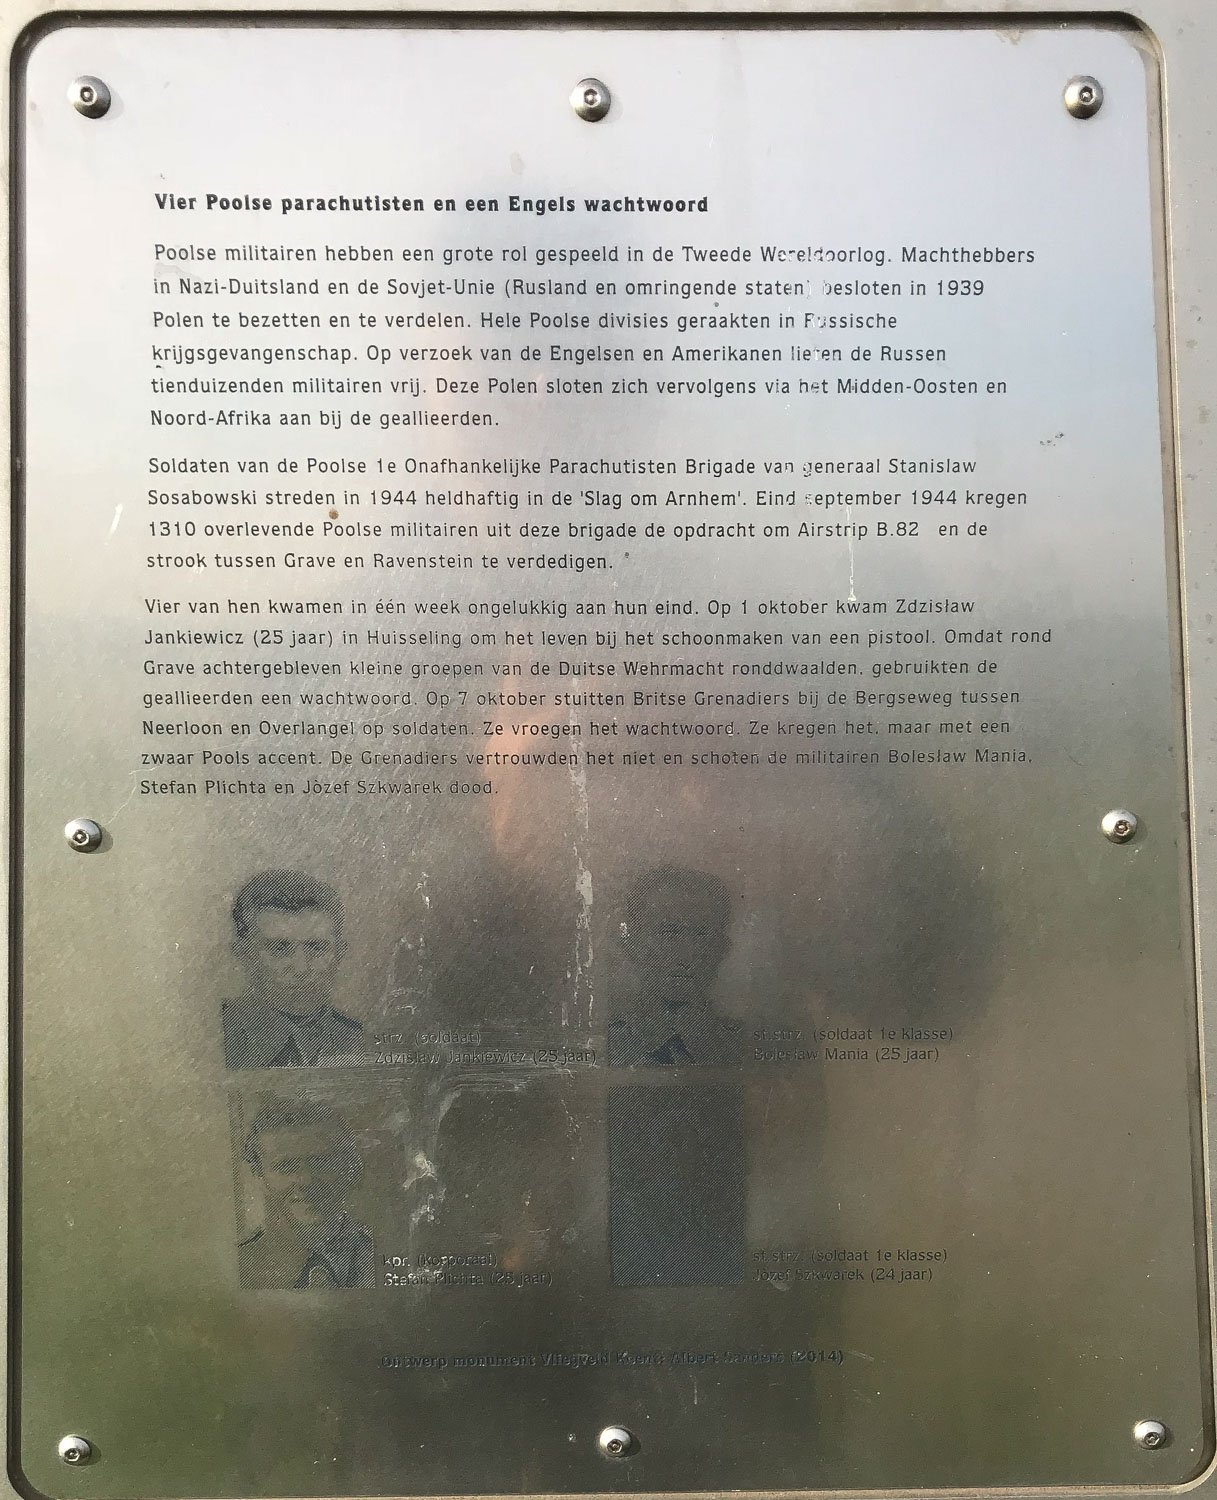 Vier Poolse parachutisten en een Engels wachtwoord
Poolse militairen hebben een grote rol gespeeld in de Tweede Wereldoorlog. Machthebbers
in Nazi-Duitsland en de Sovjet-Unie (Rusland en omringende staten) besloten in 1939
Polen te bezetten en te verdelen. Hele Poolse divisies geraakten in Russische
krijgsgevangenschap. Op verzoek van de Engelsen en Amerikanen lieten de Russen
tienduizenden militairen vrij. Deze Polen sloten zich vervolgens via het Midden-Oosten en
Noord-Afrika aan bij de geallieerden.
Soldaten van de Poolse 1e Onafhankelijke Parachutisten Brigade van generaal Stanislaw
Sosabowski streden in 1944 heldhaftig in de 'Slag om Arnhem'. Eind september 1944 kregen
1310 overlevende Poolse militairen uit deze brigade de opdracht om Airstrip B.82 en de
strook tussen Grave en Ravenstein te verdedigen.
Vier van hen kwamen in één week ongelukkig aan hun eind. Op 1 oktober kwam Zdzisław
Jankiewicz (25 jaar) in Huisseling om het leven bij het schoonmaken van een pistool. Omdat rond
Grave achtergebleven kleine groepen van de Duitse Wehrmacht ronddwaalden, gebruikten de
geallieerden een wachtwoord. Op 7 oktober stuitten Britse Grenadiers bij de Bergseweg tussen
Neerloon en Overlangel op soldaten. Ze vroegen het wachtwoord. Ze kregen het, maar met een
zwaar Pools accent. De Grenadiers vertrouwden het niet en schoten de militairen Bolesław Mania,
Stefan Plichta en Józef Szkwarek dood.
strz. (soldaat)
Zdzisław Jankiewicz (25 jaar)
st.strz. (soldaat 1e klasse)
Bolesław Mania (25 jaar)
kpr. (korporaal)
Stefan Plichta (25 jaar)
st.strz. (soldaat 1e klasse)
Józef Szkwarek (24 jaar)
Ontwerp monument Vliegveld Keent: Albert Sanders (2014)